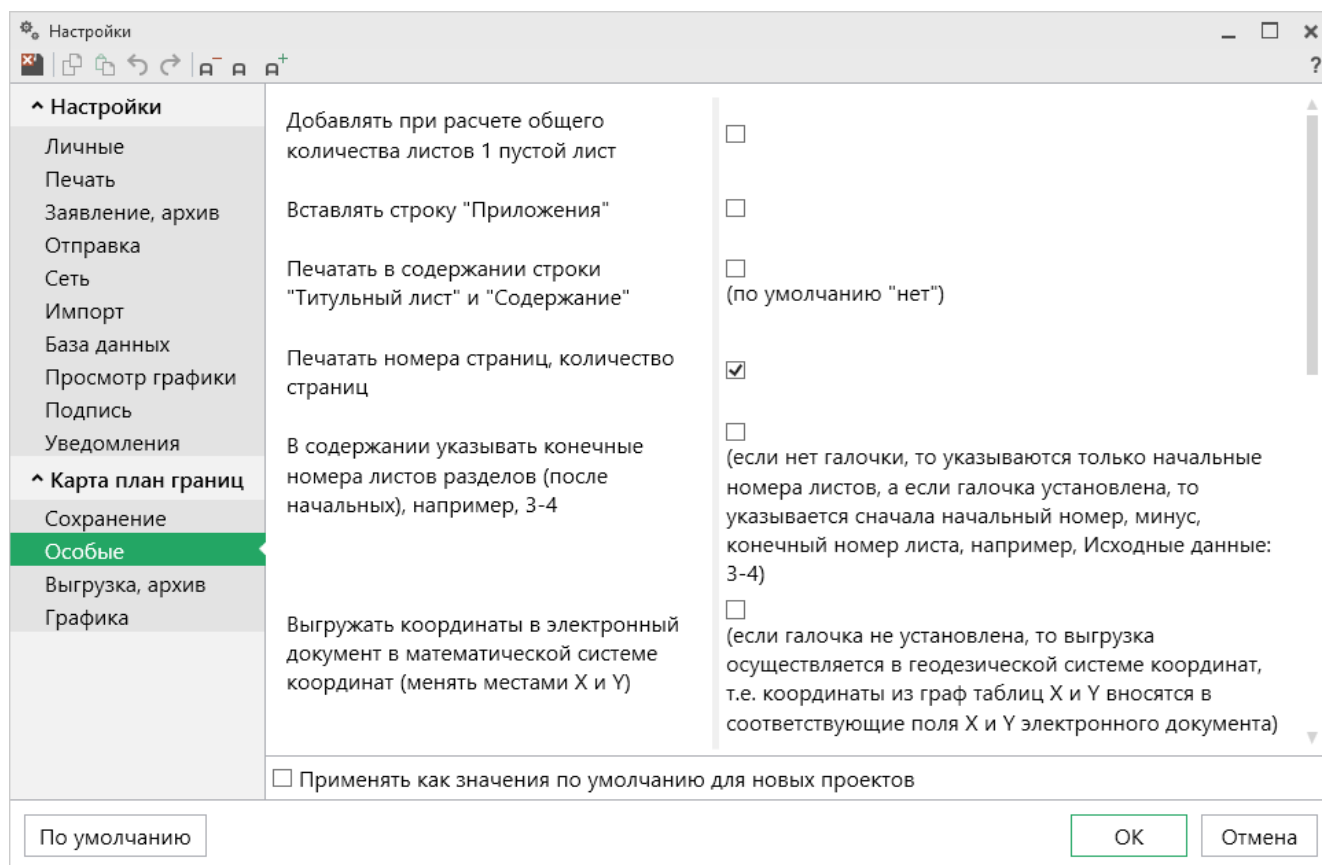 Настройки
?
Настройки
Личные
Печать
Заявление, архив
Отправка
Сеть
Импорт
База данных
Просмотр графики
Подпись
Уведомления
Карта план границ
Сохранение
Особые
Выгрузка, архив
Графика
Добавлять при расчете общего
количества листов 1 пустой лист
Вставлять строку "Приложения"
Печатать в содержании строки
"Титульный лист" и "Содержание"
(по умолчанию "нет")
Печатать номера страниц, количество
страниц
В содержании указывать конечные
номера листов разделов (после
начальных), например, 3-4
(если нет галочки, то указываются только начальные
номера листов, а если галочка установлена, то
указывается сначала начальный номер, минус,
конечный номер листа, например, Исходные данные:
3-4)
Выгружать координаты в электронный
документ в математической системе
координат (менять местами X и Y)
(если галочка не установлена, то выгрузка
осуществляется в геодезической системе координат,
т.е. координаты из граф таблиц X и Y вносятся в
соответствующие поля X и Y электронного документа)
Применять как значения по умолчанию для новых проектов
По умолчанию
ОК
Отмена